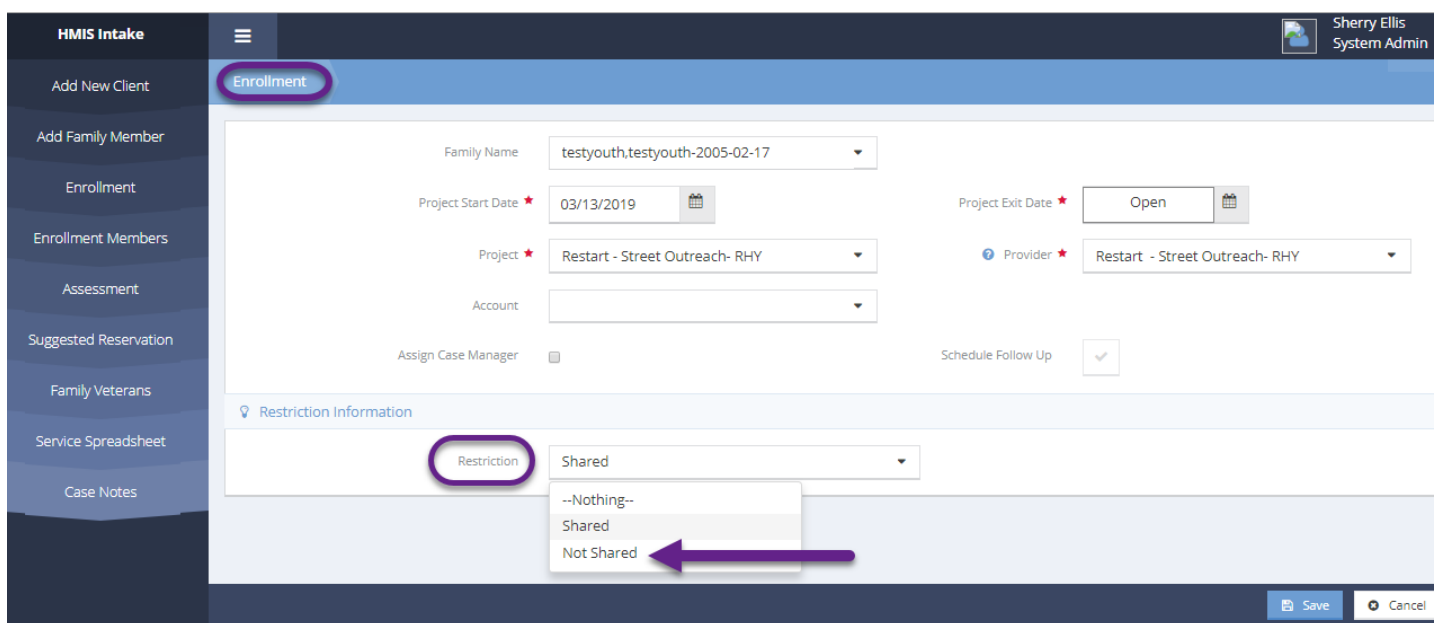 HMIS Intake
Sherry Ellis
System Admin
Add New Client
Add Family Member
Enrollment
Enrollment Members
Assessment
Suggested Reservation
Family Veterans
Service Spreadsheet
Case Notes
Enrollment
Family Name testyouth,testyouth-2005-02-17
Project Start Date * 03/13/2019 Project Exit Date * Open
Project * Restart - Street Outreach- RHY ? Provider * Restart - Street Outreach- RHY
Account
Assign Case Manager Schedule Follow Up
Restriction Information
Restriction Shared
--Nothing--
Shared
Not Shared
Save Cancel